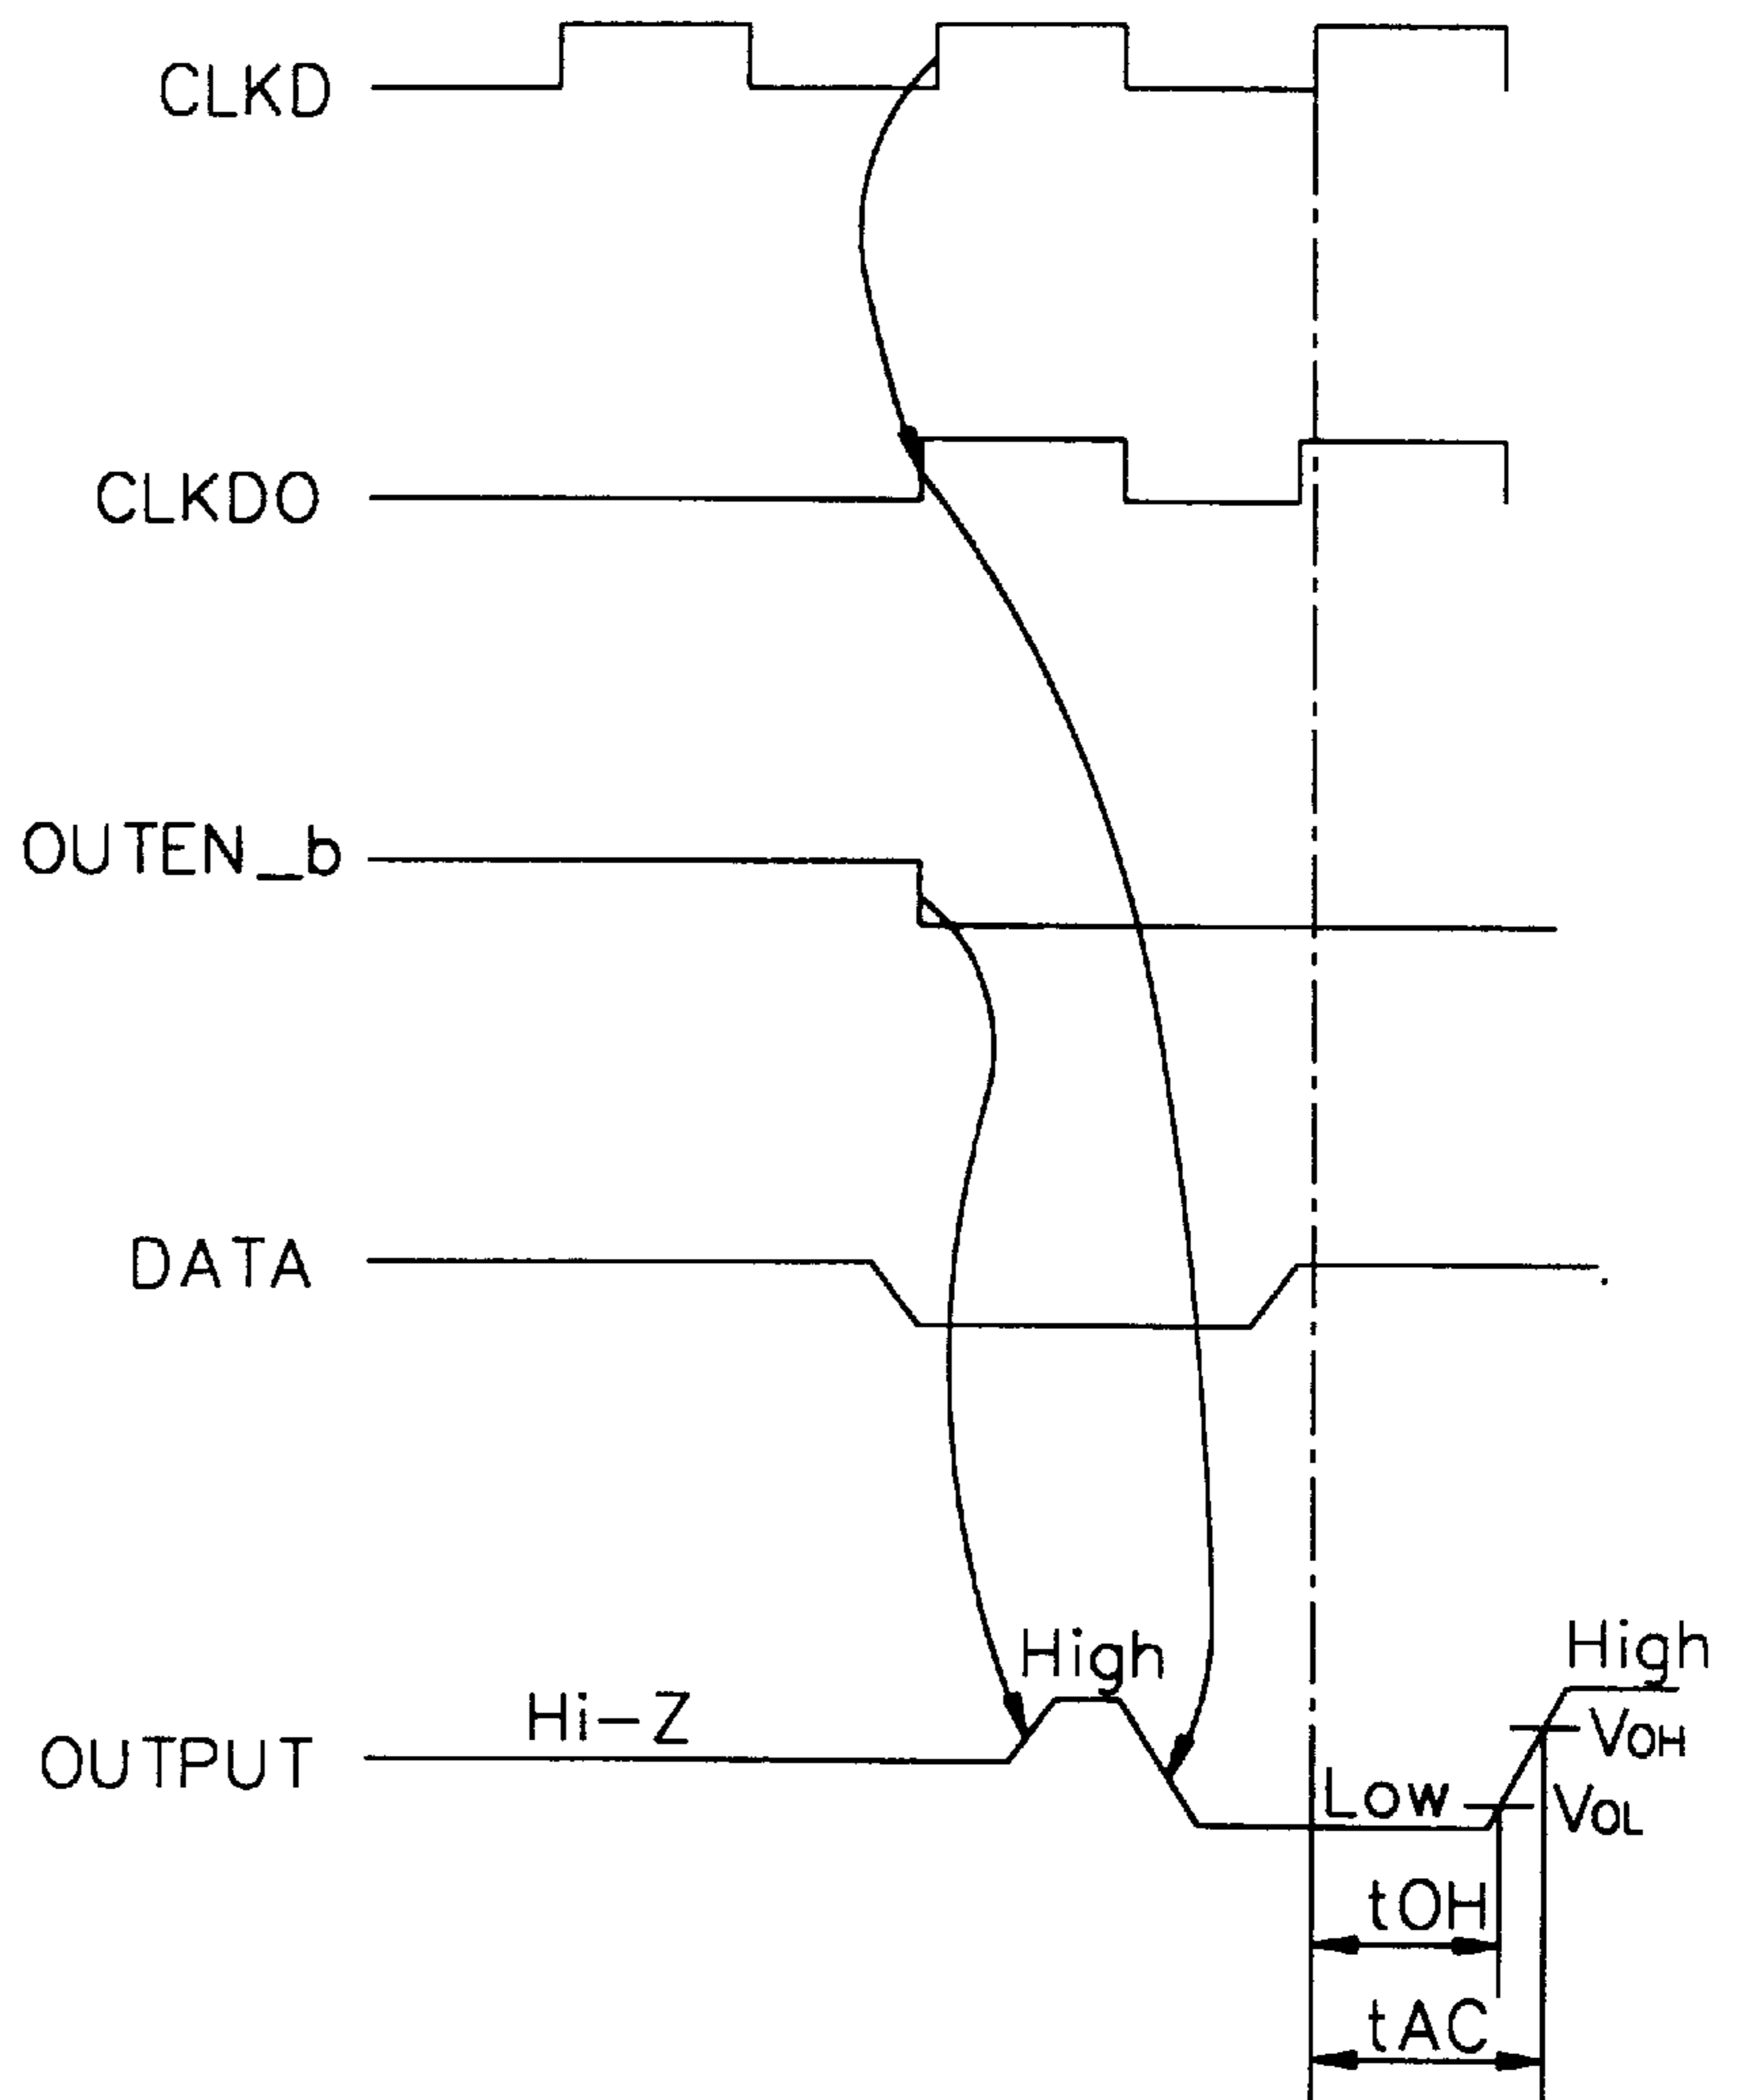 CLKD
CLKDO
OUTEN_b
DATA
High
High
Hi-Z
VOH
OUTPUT
Low
VOL
tOH
tAC